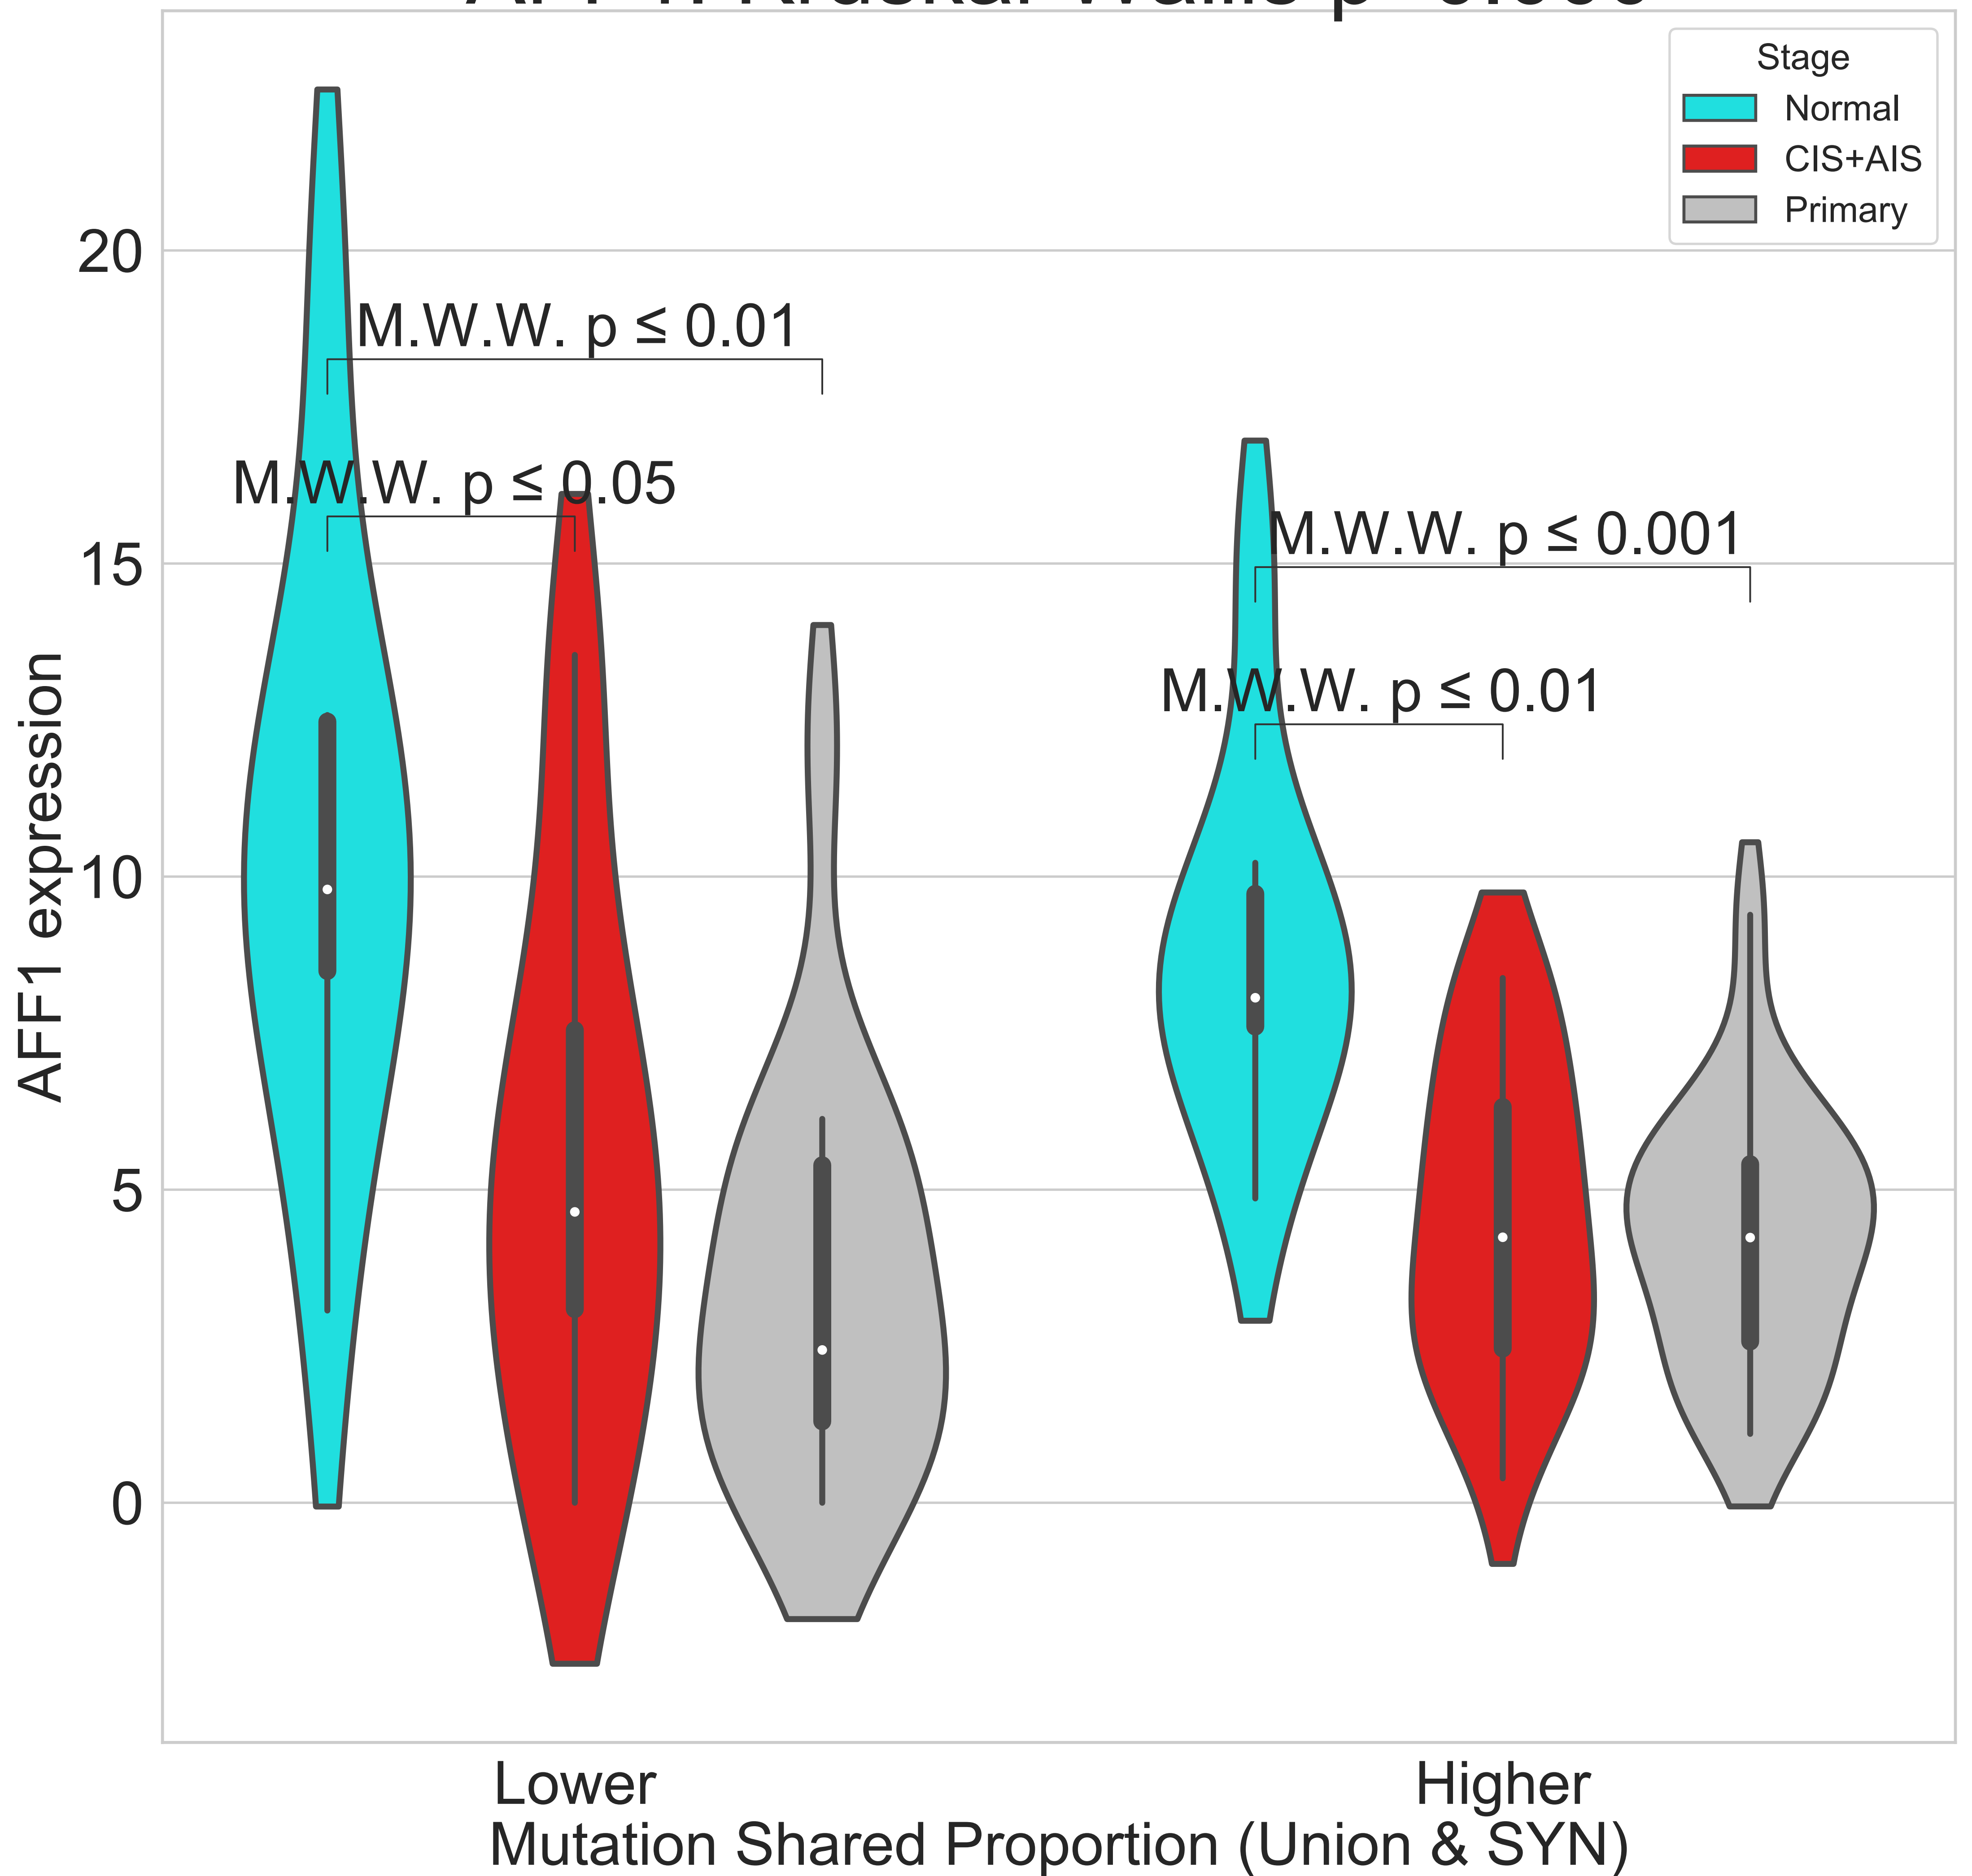 Stage
Normal
CIS+AIS
Primary
20
M.W.W. p ≤ 0.01
M.W.W. p ≤ 0.05
15
M.W.W. p ≤ 0.001
M.W.W. p ≤ 0.01
AFF1 expression
10
5
0
Lower
Higher
Mutation Shared Proportion (Union & SYN)